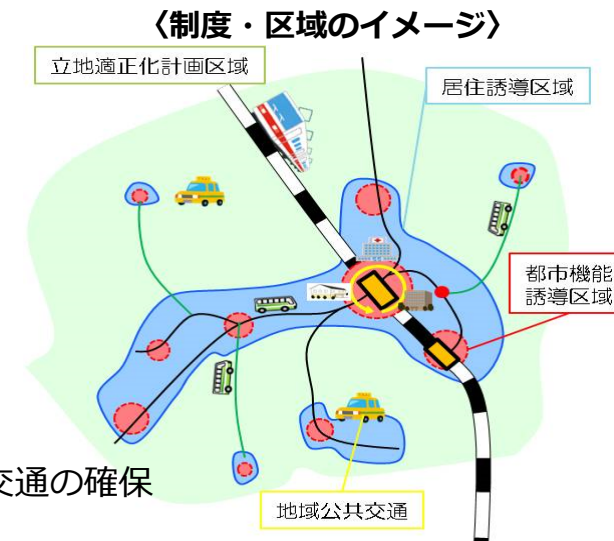 〈制度・区域のイメージ〉
立地適正化計画区域
居住誘導区域
都市機能
誘導区域
交通の確保
地域公共交通